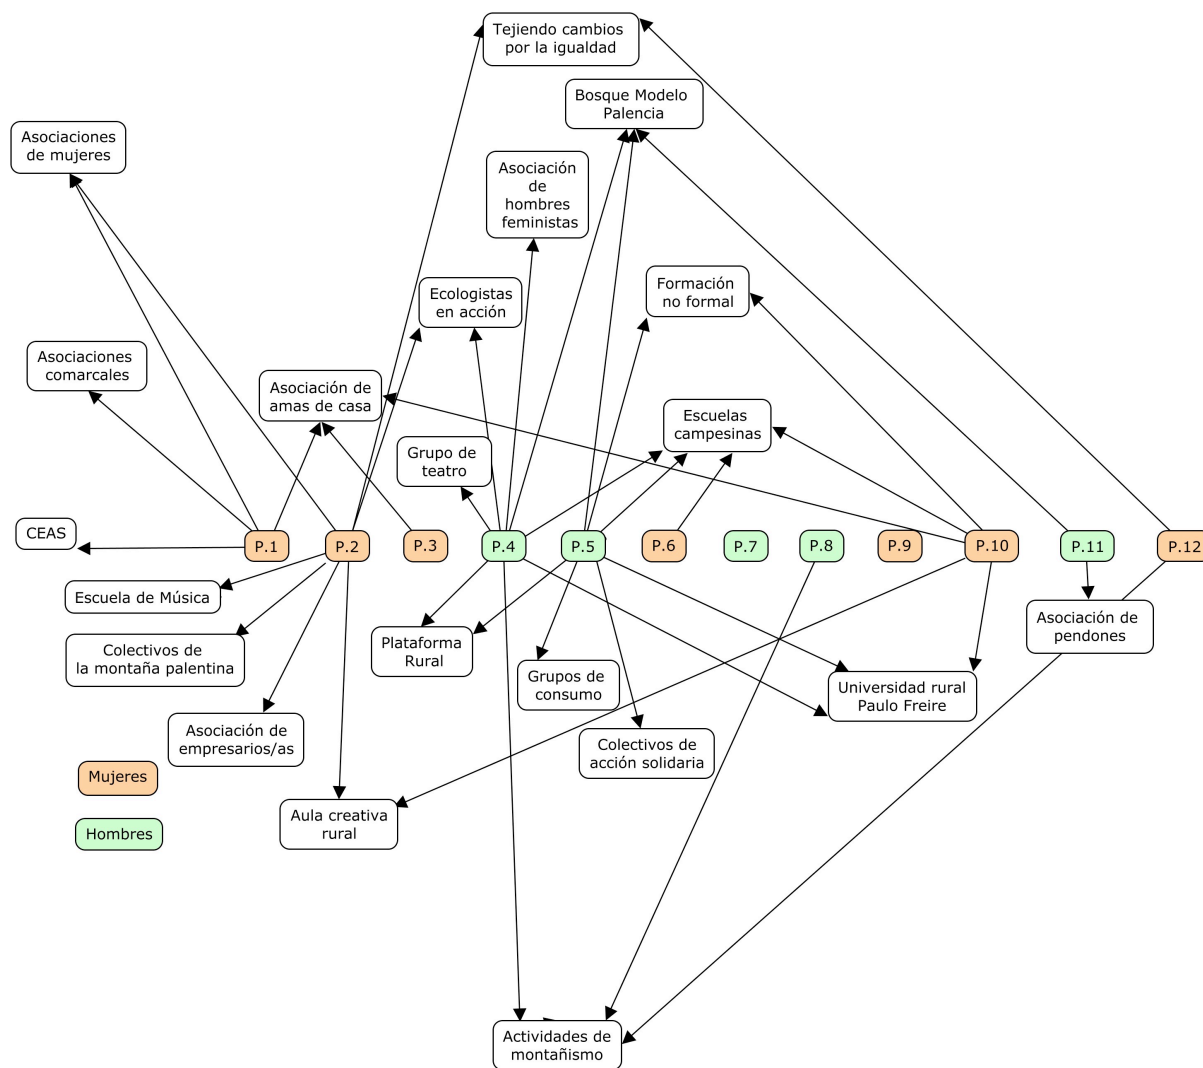 Tejiendo cambios
por la igualdad
Bosque Modelo
Palencia
Asociaciones
de mujeres
Asociación
de
hombres
feministas
Formación
no formal
Ecologistas
en acción
Asociaciones
comarcales
Asociación de
amas de casa
Escuelas
campesinas
Grupo de
teatro
CEAS
P.1
P.2
P.3
P.4
P.5
P.6
P.7
P.8
P.9
P.10
P.11
P.12
Escuela de Música
Asociación de
pendones
Colectivos de
la montaña palentina
Plataforma
Rural
Grupos de
consumo
Universidad rural
Paulo Freire
Asociación de
empresarios/as
Colectivos de
acción solidaria
Mujeres
Aula creativa
rural
Hombres
Actividades de
montañismo